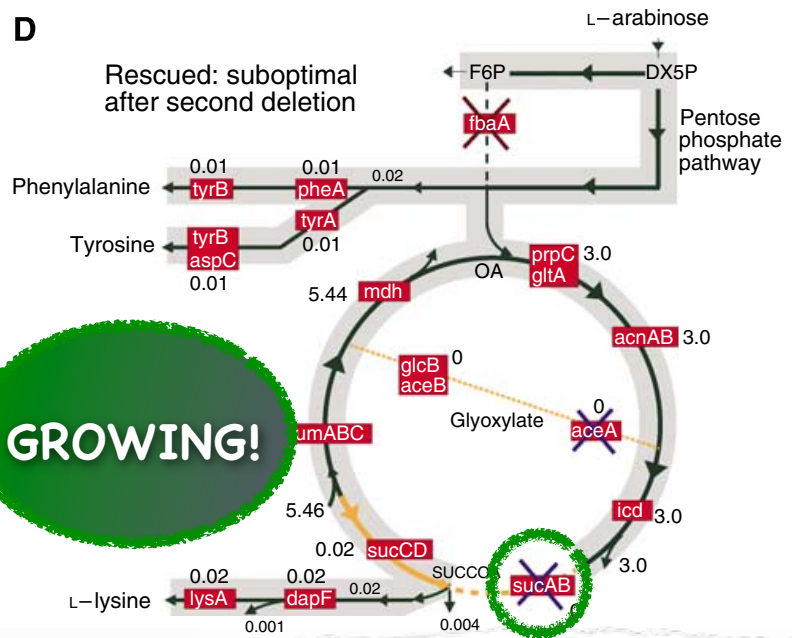 D
L–arabinose
Rescued: suboptimal
after second deletion
F6P
DX5P
fbaA
Pentose
phosphate
pathway
0.01
0.01
0.02
Phenylalanine
tyrB
pheA
tyrA
Tyrosine
tyrB
aspC
0.01
0.01
OA
prpC
gltA
3.0
5.44
mdh
acnAB
3.0
glcB
aceB
0
Glyoxylate
0
aceA
GROWING!
umABC
5.46
icd
3.0
3.0
0.02
sucCD
SUCCO
sucAB
0.02
0.02
0.02
L–lysine
lysA
dapF
0.001
0.004